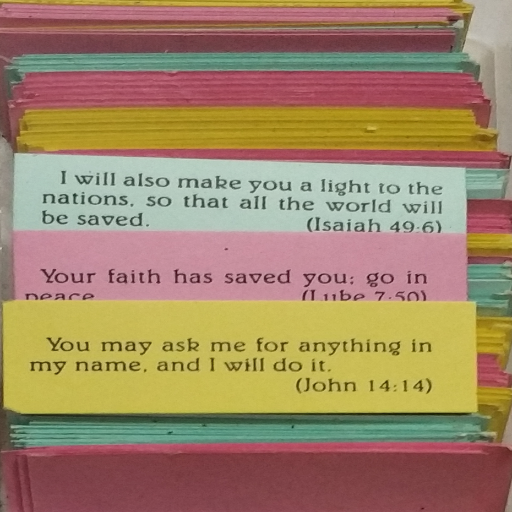 I will also make you a light to the
nations, so that all the world will
be saved. (Isaiah 49:6)
Your faith has saved you; go in
peace (Luke 7:50)
You may ask me for anything in
my name, and I will do it.
(John 14:14)